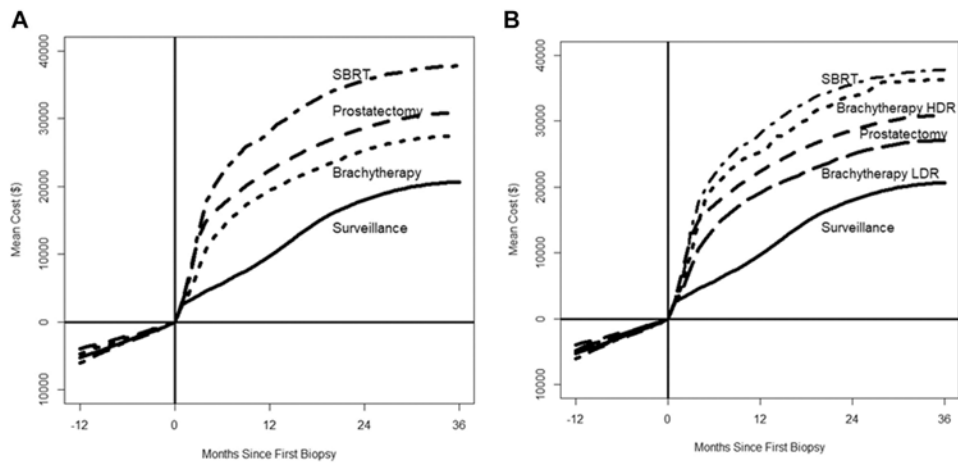 A
40000
30000
20000
10000
0
10000
Mean Cost ($)
SBRT
Prostatectomy
Brachytherapy
Surveillance
-12 0 12 24 36
Months Since First Biopsy
B
40000
30000
20000
10000
0
10000
Mean Cost ($)
SBRT
Brachytherapy HDR
Prostatectomy
Brachytherapy LDR
Surveillance
-12 0 12 24 36
Months Since First Biopsy